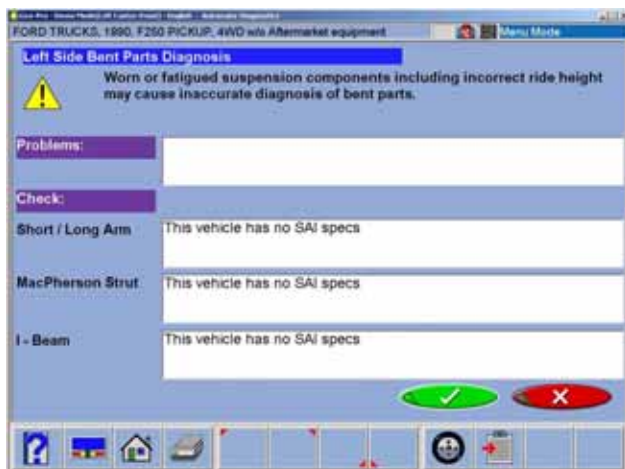 FORD TRUCKS, 1990, F250 PICKUP, 4WD w/o Aftermarket equipment
Menu Mode
Left Side Bent Parts Diagnosis
Worn or fatigued suspension components including incorrect ride height
may cause inaccurate diagnosis of bent parts.
Problems:
Check:
Short / Long Arm
This vehicle has no SAI specs
MacPherson Strut
This vehicle has no SAI specs
I - Beam
This vehicle has no SAI specs